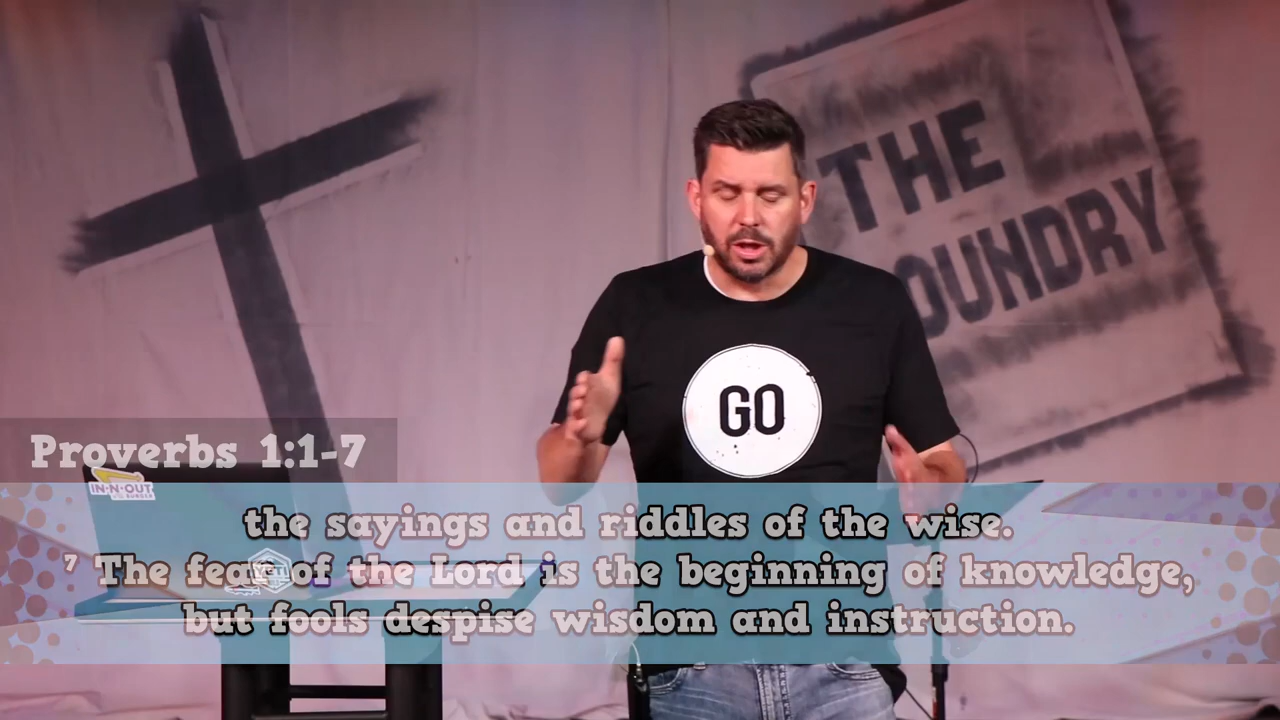 THE
OUNDRY
GO
Proverbs 1:1-7
IN-N-OUT
BURGER
the sayings and riddles of the wise.
⁷ The fear of the Lord is the beginning of knowledge,
but fools despise wisdom and instruction.